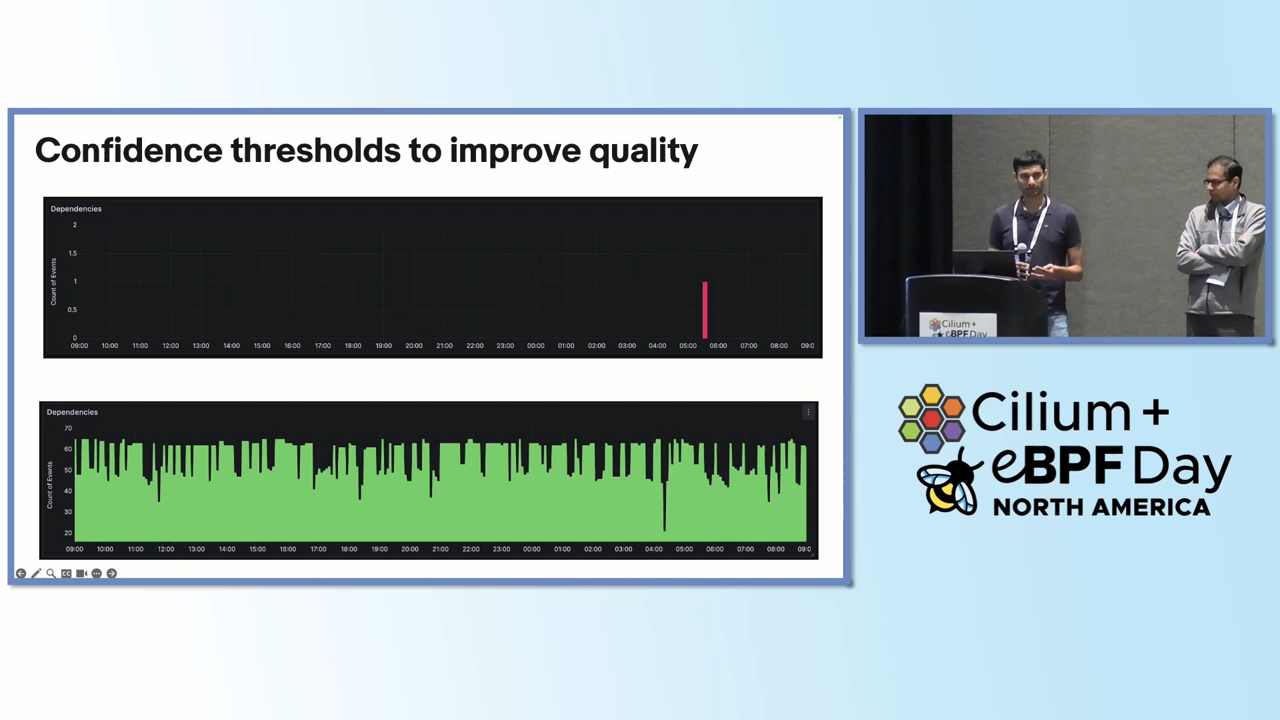 Confidence thresholds to improve quality
Dependencies
Count of Events
2
1.5
1
0.5
0
09:00 10:00 11:00 12:00 13:00 14:00 15:00 16:00 17:00 18:00 19:00 20:00 21:00 22:00 23:00 00:00 01:00 02:00 03:00 04:00 05:00 06:00 07:00 08:00 09:0
Dependencies
Count of Events
70
60
50
40
30
20
09:00 10:00 11:00 12:00 13:00 14:00 15:00 16:00 17:00 18:00 19:00 20:00 21:00 22:00 23:00 00:00 01:00 02:00 03:00 04:00 05:00 06:00 07:00 08:00 09:0
CC
Cilium +
eBPF Day
Cilium +
eBPF Day
NORTH AMERICA